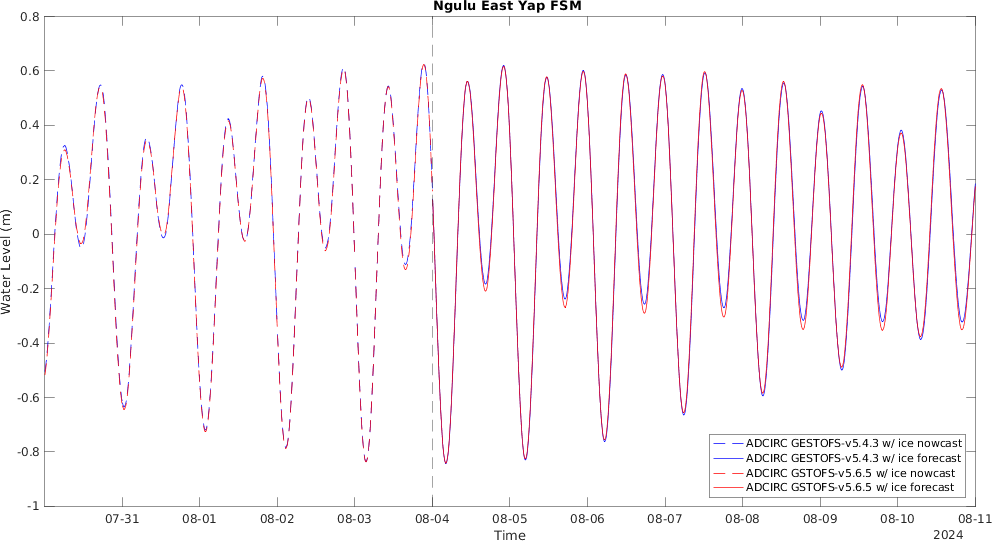 Ngulu East Yap FSM
0.8
0.6
0.4
0.2
0
-0.2
-0.4
-0.6
-0.8
-1
Water Level (m)
ADCIRC GESTOFS-v5.4.3 w/ ice nowcast
ADCIRC GESTOFS-v5.4.3 w/ ice forecast
ADCIRC GSTOFS-v5.6.5 w/ ice nowcast
ADCIRC GSTOFS-v5.6.5 w/ ice forecast
07-31 08-01 08-02 08-03 08-04 08-05 08-06 08-07 08-08 08-09 08-10 08-11
Time
2024